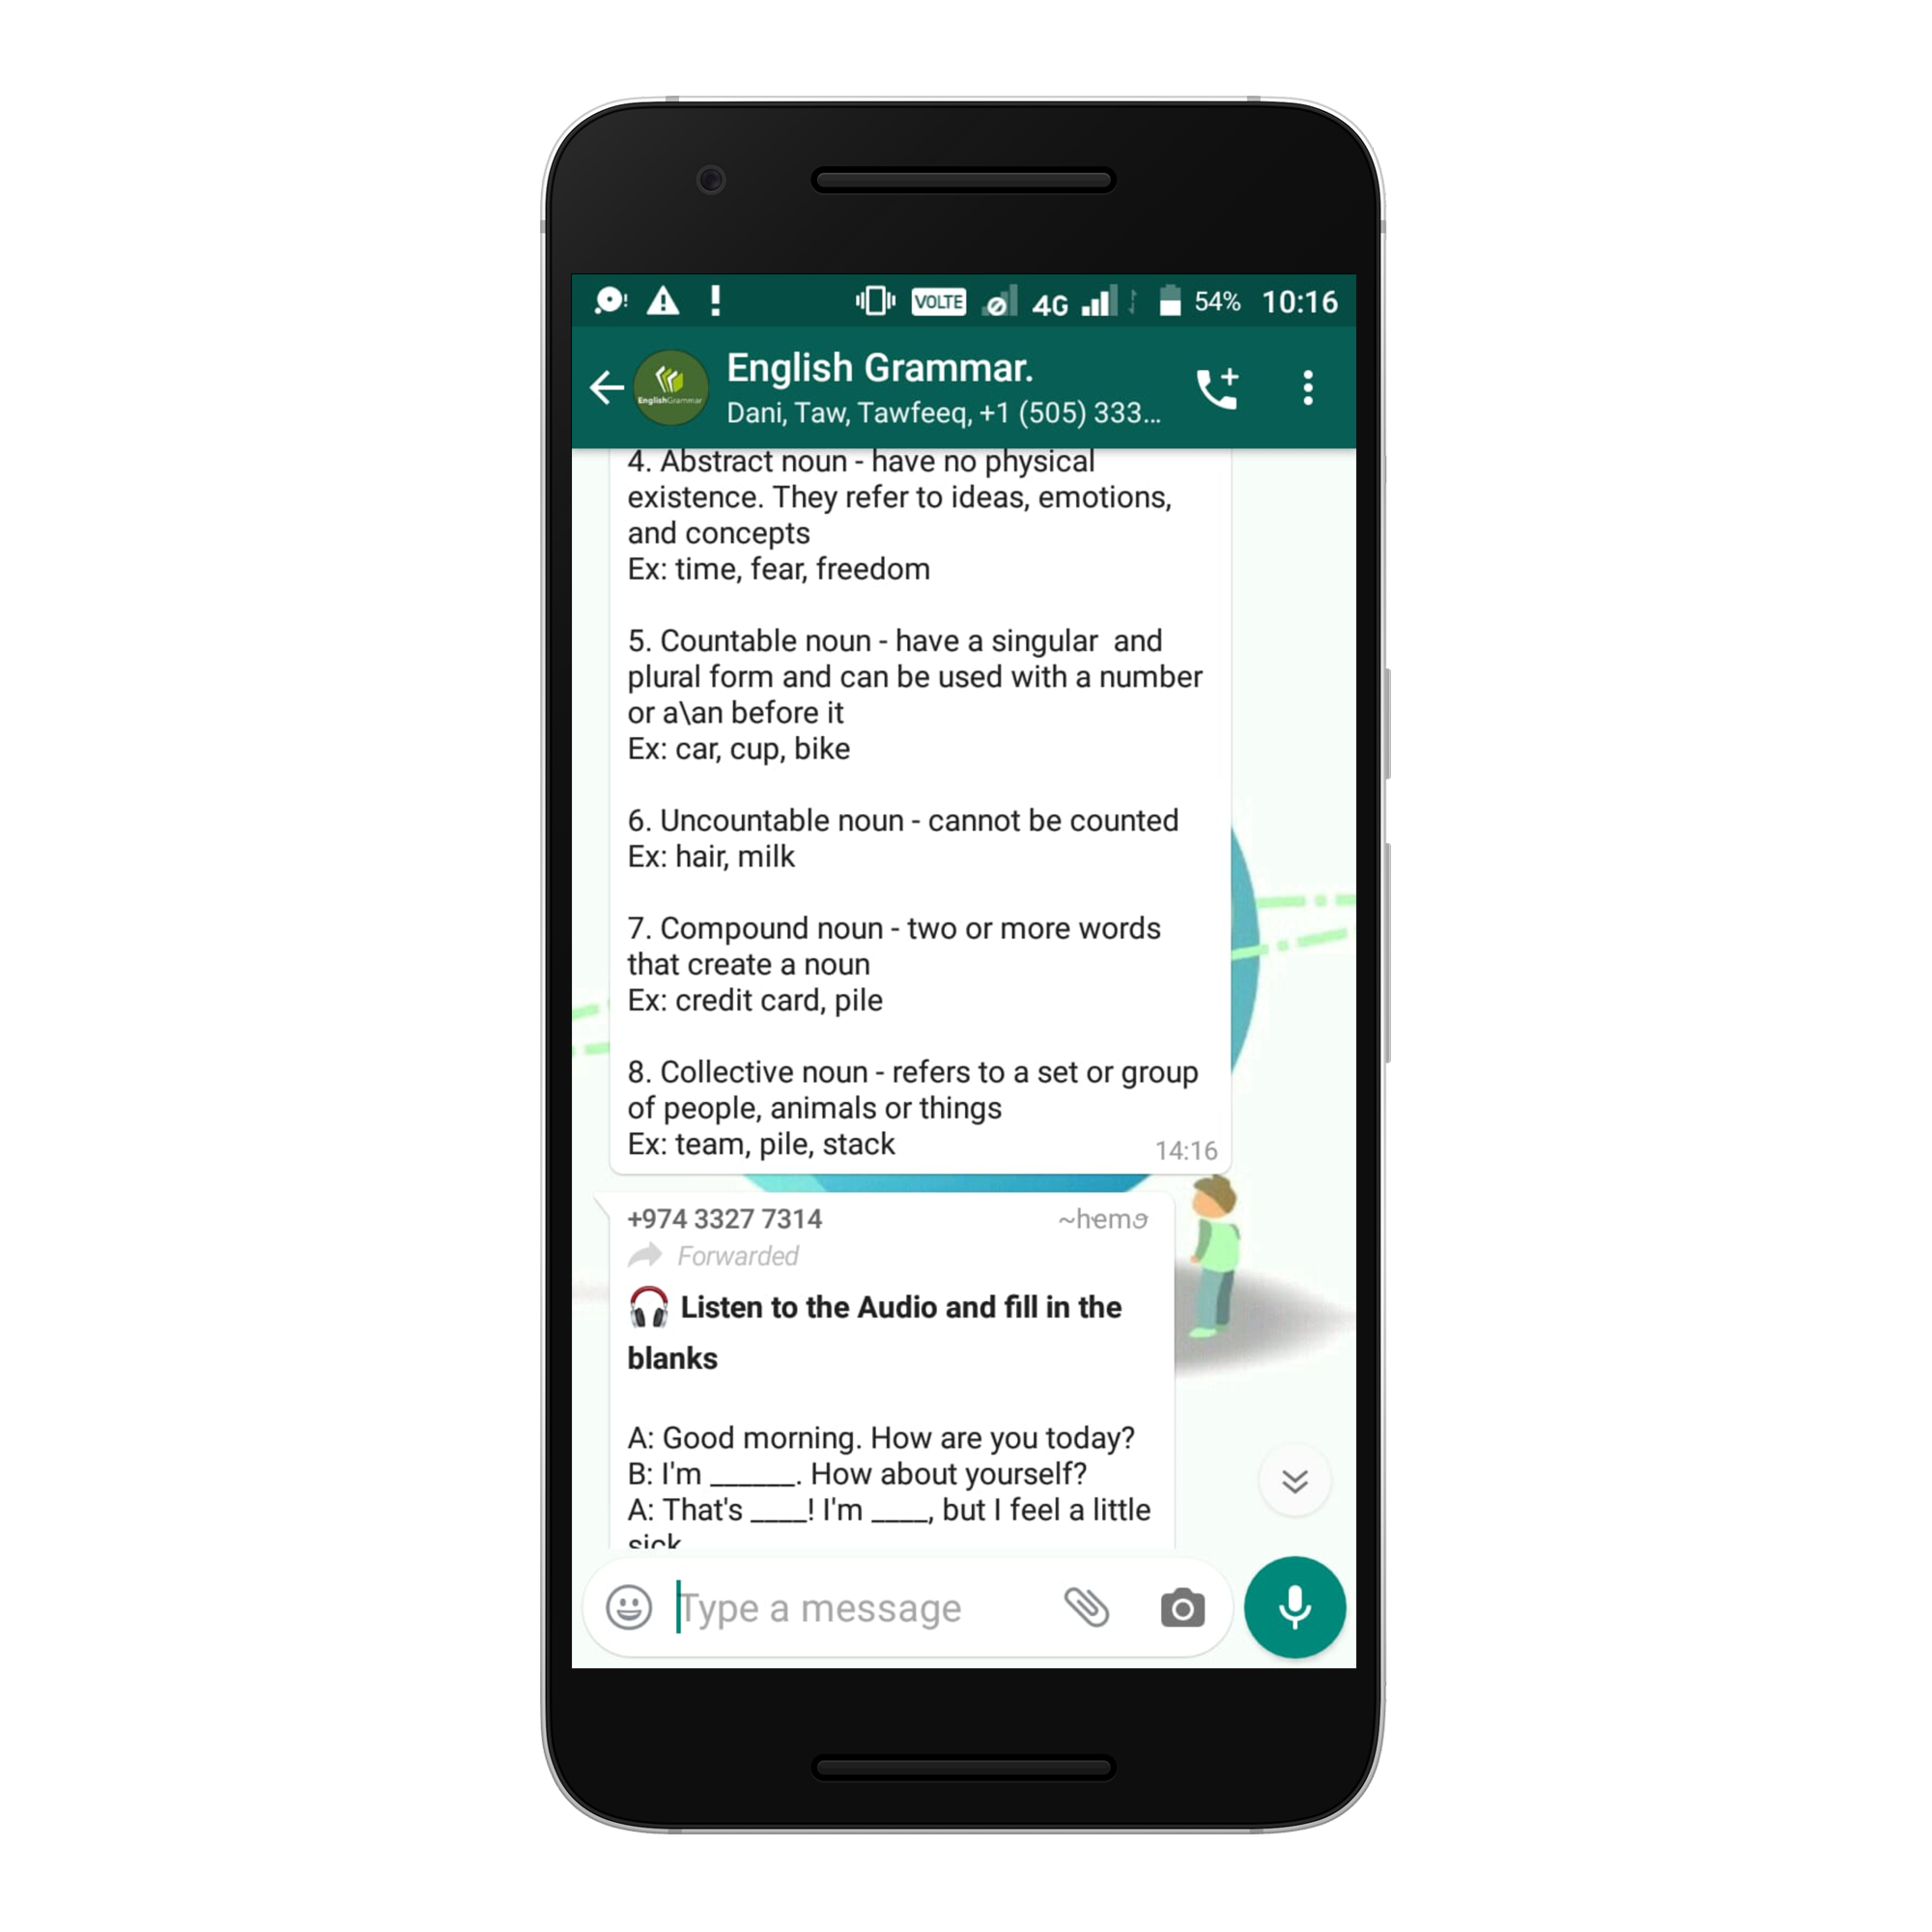 VOLTE 4G 54% 10:16
English Grammar.
EnglishGrammar
Dani, Taw, Tawfeeq, +1 (505) 333...
4. Abstract noun - have no physical
existence. They refer to ideas, emotions,
and concepts
Ex: time, fear, freedom
5. Countable noun - have a singular  and
plural form and can be used with a number
or a\an before it
Ex: car, cup, bike
6. Uncountable noun - cannot be counted
Ex: hair, milk
7. Compound noun - two or more words
that create a noun
Ex: credit card, pile
8. Collective noun - refers to a set or group
of people, animals or things
Ex: team, pile, stack
14:16
+974 3327 7314 ~hemɘ
Forwarded
🎧 Listen to the Audio and fill in the
blanks
A: Good morning. How are you today?
B: I'm ______. How about yourself?
A: That's ____! I'm ____, but I feel a little
sick
Type a message